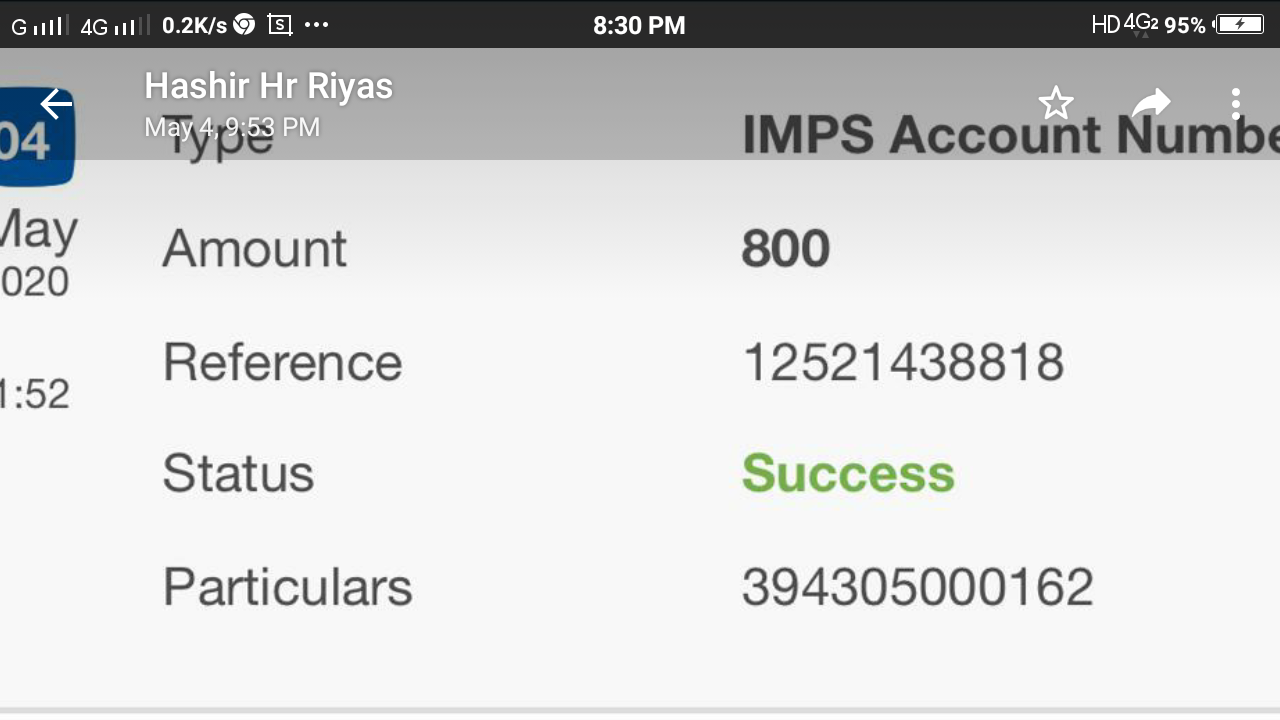 G 4G 0.2K/s S 8:30 PM HD 4G2 95%
Hashir Hr Riyas
May 4, 9:53 PM
04
Type IMPS Account Numbe
May
020
Amount 800
Reference 12521438818
1:52
Status Success
Particulars 394305000162